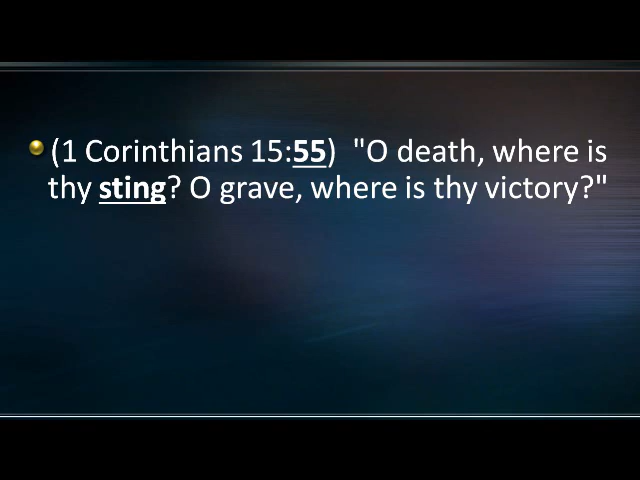 (1 Corinthians 15:55) "O death, where is
thy sting? O grave, where is thy victory?"